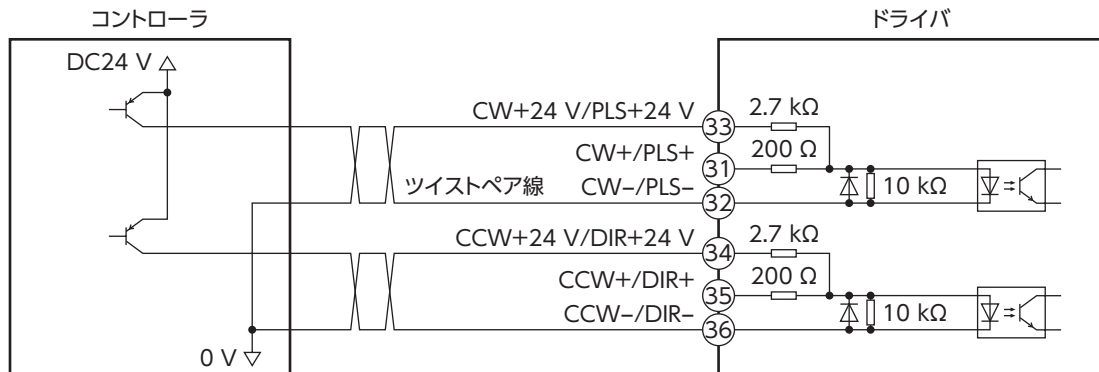 コントローラ
ドライバ
DC24 V
CW+24 V/PLS+24 V
33
2.7 kΩ
CW+/PLS+
31
200 Ω
ツイストペア線
CW−/PLS−
32
10 kΩ
CCW+24 V/DIR+24 V
34
2.7 kΩ
CCW+/DIR+
35
200 Ω
CCW−/DIR−
36
10 kΩ
0 V